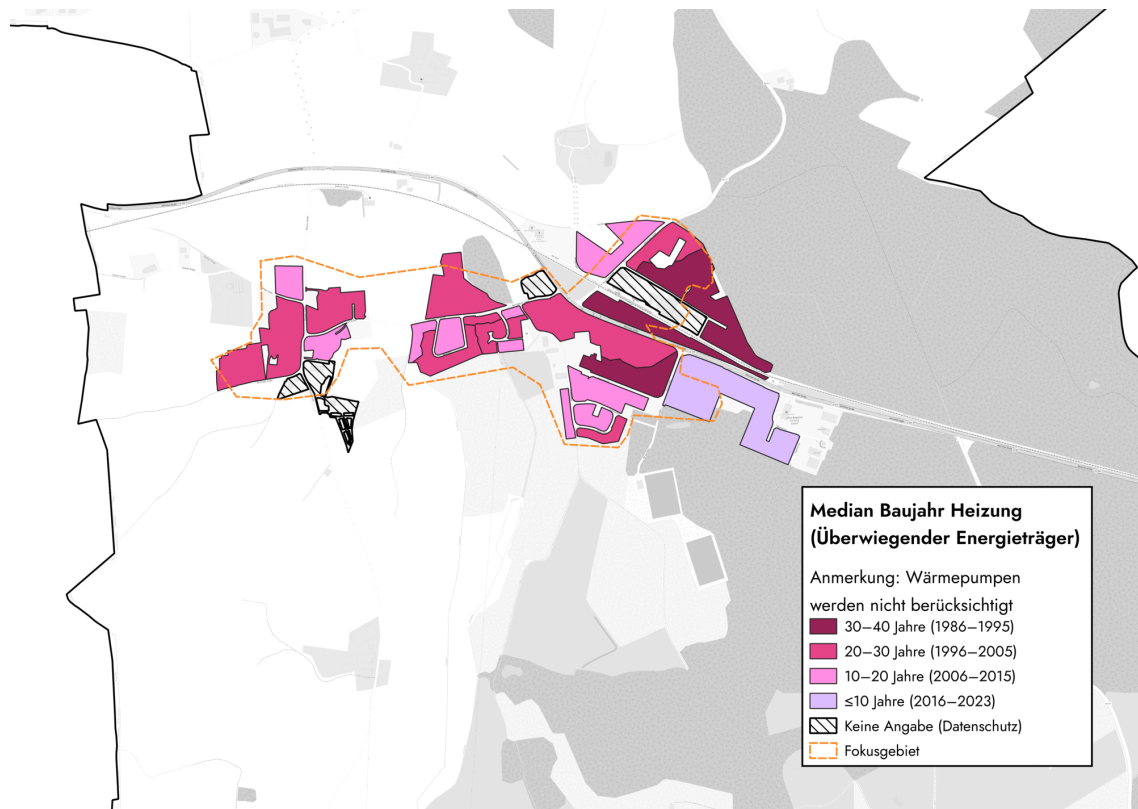 Median Baujahr Heizung
(Überwiegender Energieträger)
Anmerkung: Wärmepumpen
werden nicht berücksichtigt
30–40 Jahre (1986–1995)
20–30 Jahre (1996–2005)
10–20 Jahre (2006–2015)
≤10 Jahre (2016–2023)
Keine Angabe (Datenschutz)
Fokusgebiet